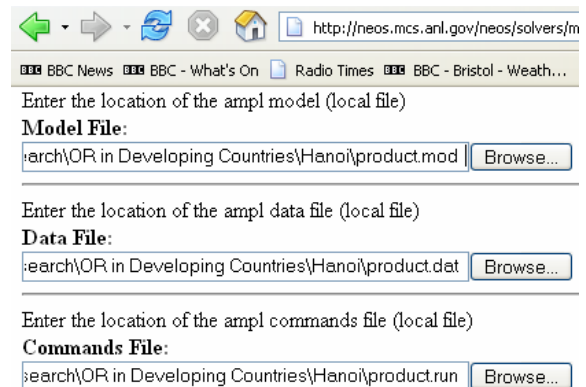 http://neos.mcs.anl.gov/neos/solvers/m
BBC BBC News BBC BBC - What's On Radio Times BBC BBC - Bristol - Weath...
Enter the location of the ampl model (local file)
Model File:
arch\OR in Developing Countries\Hanoi\product.mod Browse...
Enter the location of the ampl data file (local file)
Data File:
search\OR in Developing Countries\Hanoi\product.dat Browse...
Enter the location of the ampl commands file (local file)
Commands File:
search\OR in Developing Countries\Hanoi\product.run Browse...